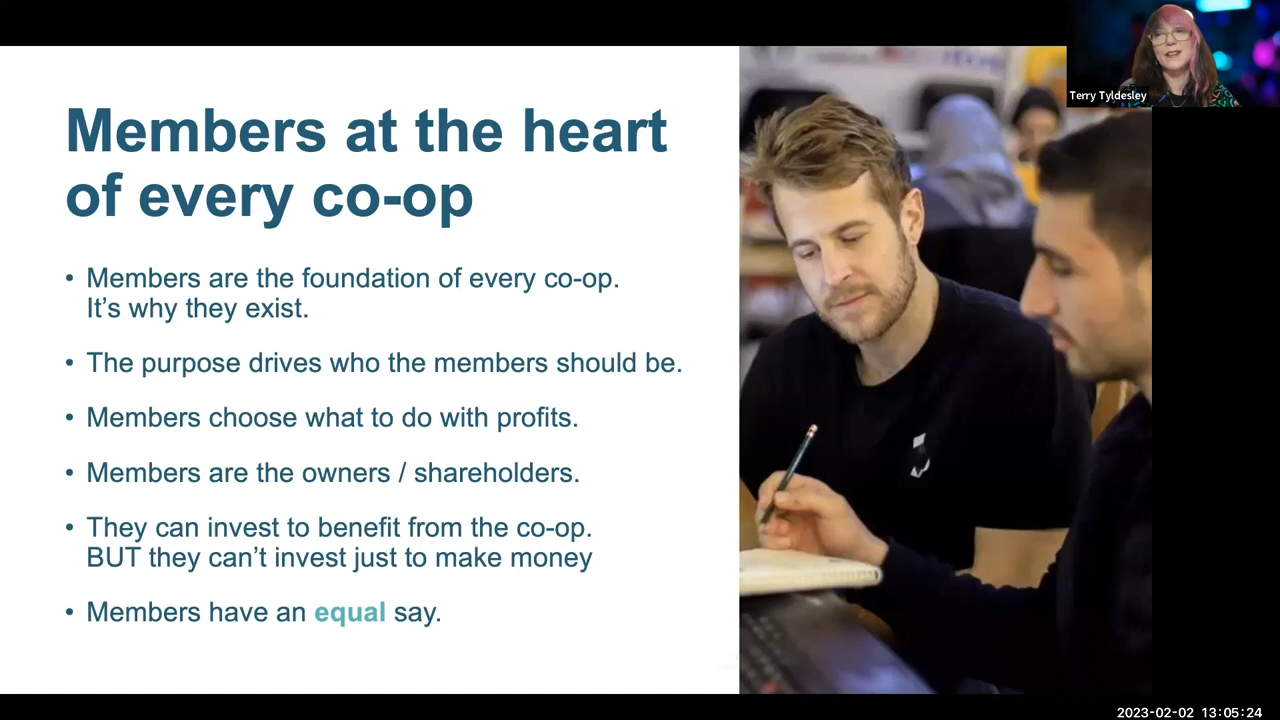 Terry Tyldesley
Members at the heart
of every co-op
• Members are the foundation of every co-op.
It’s why they exist.
• The purpose drives who the members should be.
• Members choose what to do with profits.
• Members are the owners / shareholders.
• They can invest to benefit from the co-op.
BUT they can’t invest just to make money
• Members have an equal say.
2023-02-02 13:05:24